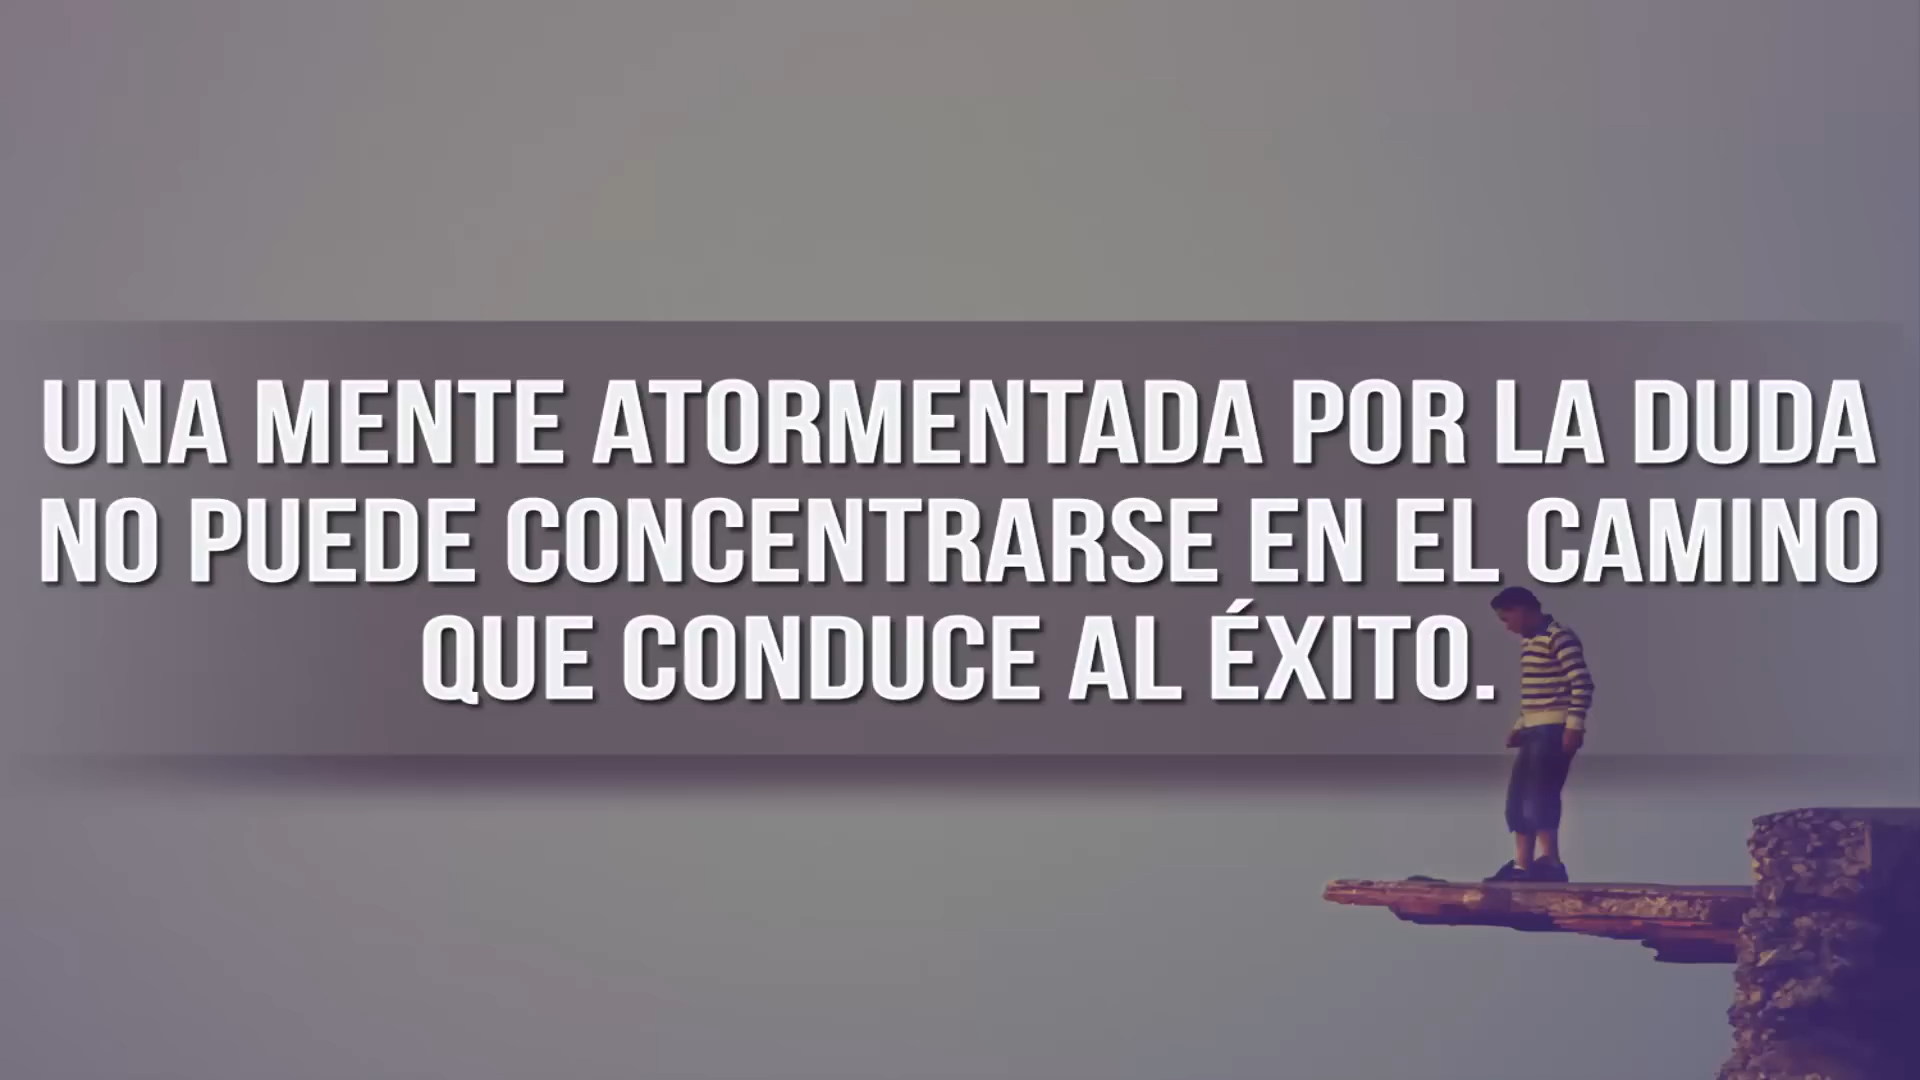 UNA MENTE ATORMENTADA POR LA DUDA
NO PUEDE CONCENTRARSE EN EL CAMINO
QUE CONDUCE AL ÉXITO.